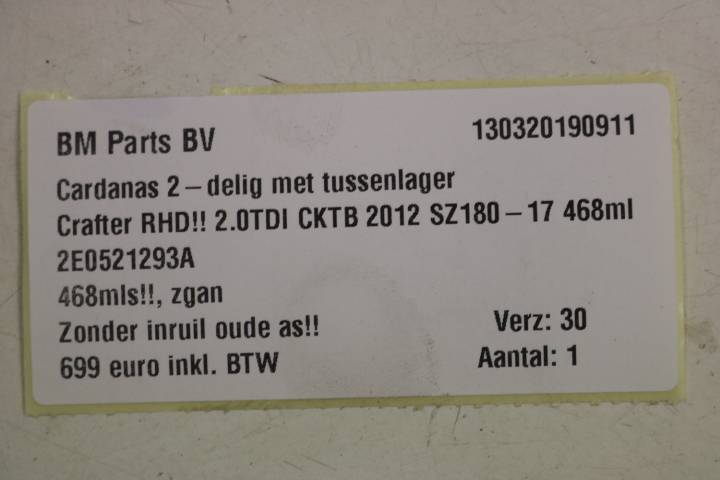 BM Parts BV 130320190911
Cardanas 2 – delig met tussenlager
Crafter RHD!! 2.0TDI CKTB 2012 SZ180 – 17 468ml
2E0521293A
468mls!!, zgan
Zonder inruil oude as!! Verz: 30
699 euro inkl. BTW Aantal: 1